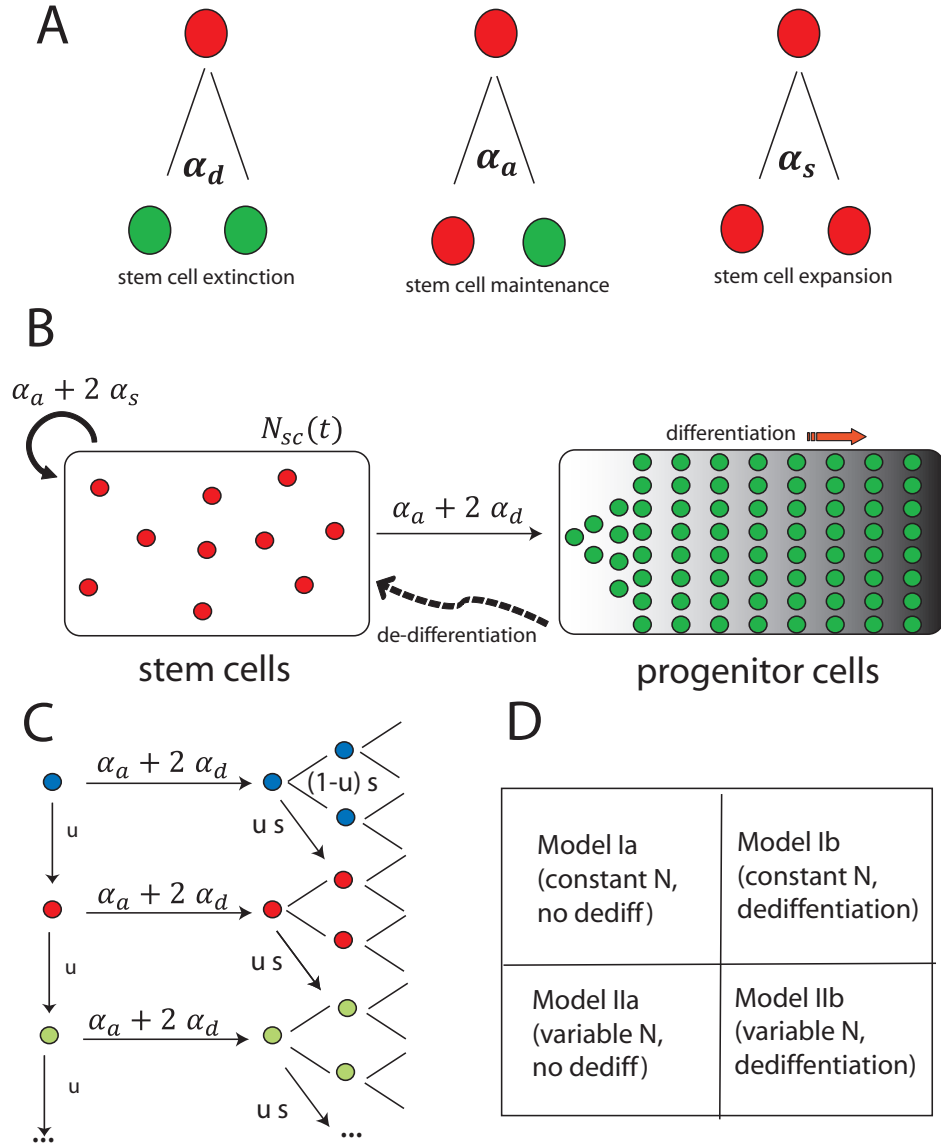 A
α_d
α_a
α_s
stem cell extinction
stem cell maintenance
stem cell expansion
B
α_a + 2 α_s
N_sc(t)
differentiation
α_a + 2 α_d
de-differentiation
stem cells
progenitor cells
C
α_a + 2 α_d
(1-u) s
u
u s
α_a + 2 α_d
u
u s
α_a + 2 α_d
u
u s
...
...
D
Model Ia
(constant N,
no dediff)
Model Ib
(constant N,
dediffentiation)
Model IIa
(variable N,
no dediff)
Model IIb
(variable N,
dediffentiation)